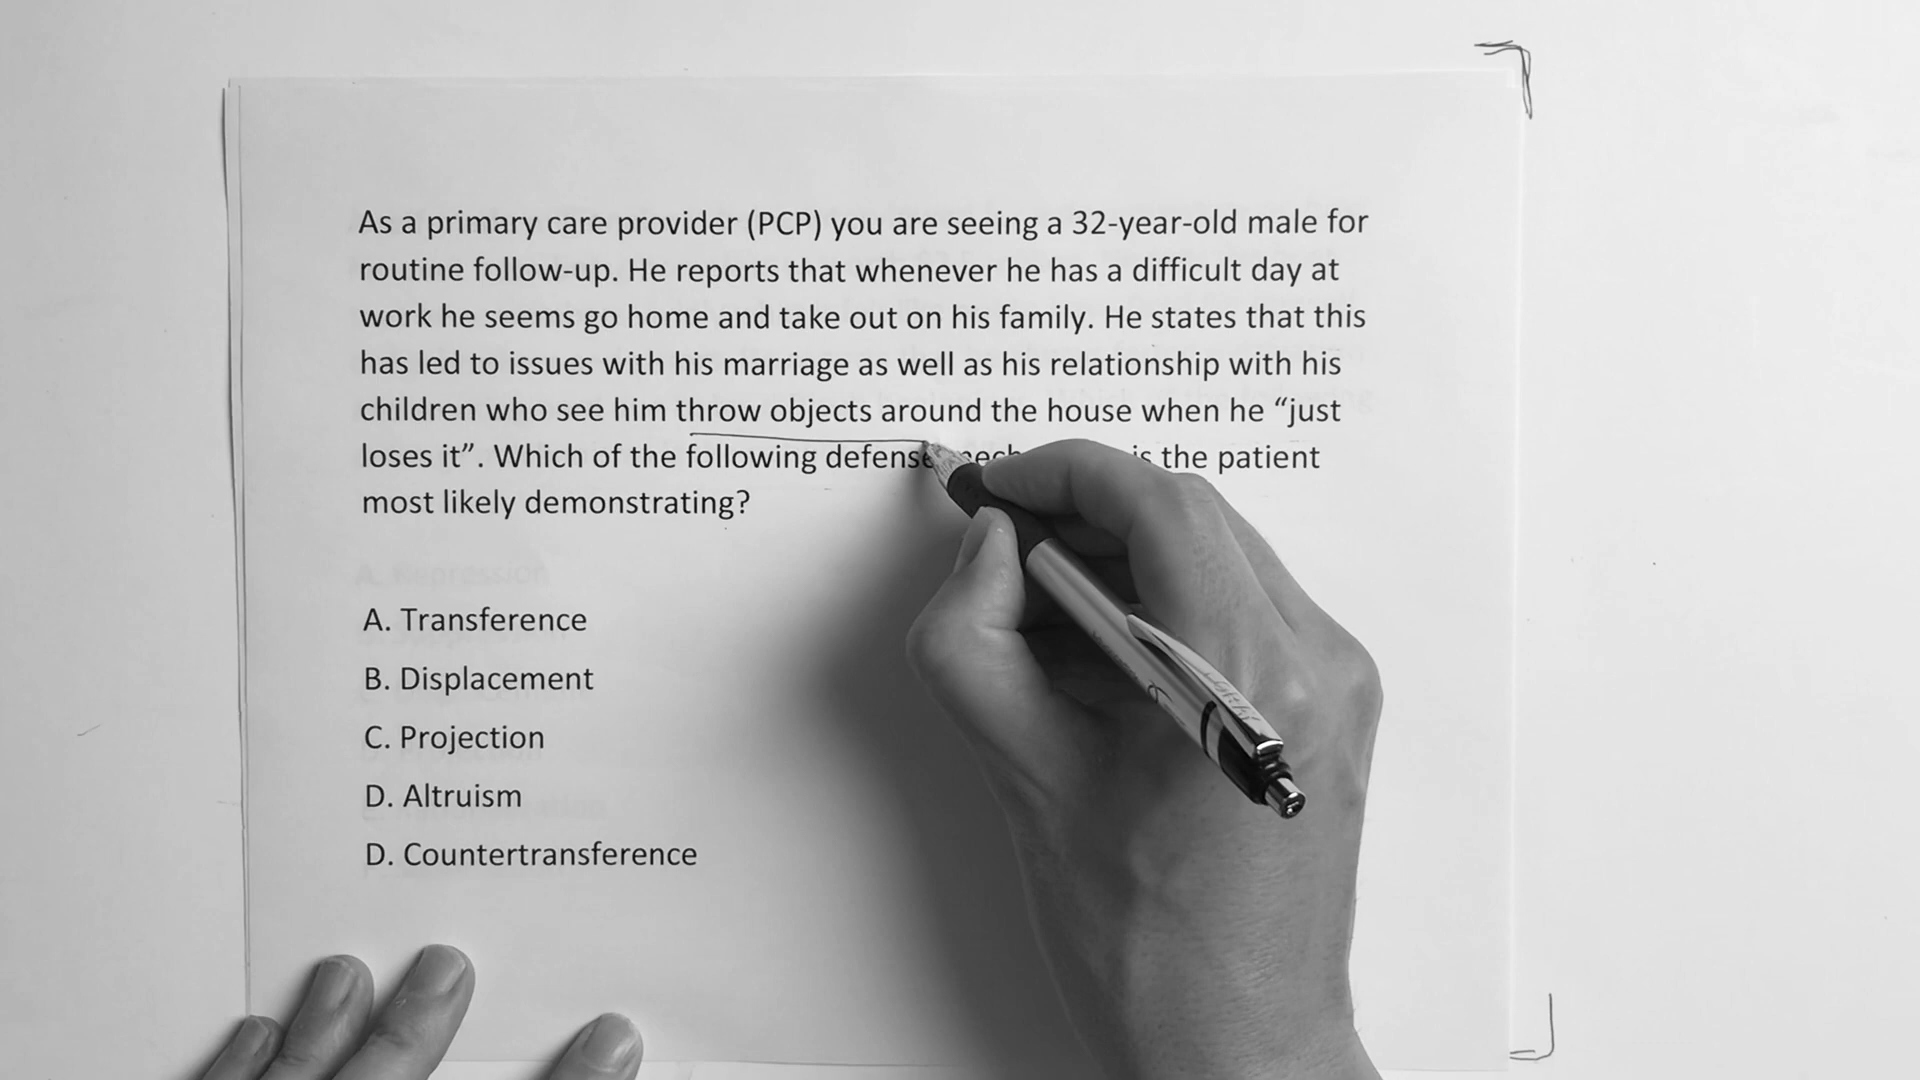 As a primary care provider (PCP) you are seeing a 32-year-old male for
routine follow-up. He reports that whenever he has a difficult day at
work he seems go home and take out on his family. He states that this
has led to issues with his marriage as well as his relationship with his
children who see him throw objects around the house when he “just
loses it”. Which of the following defense is the patient
most likely demonstrating?
A. Repression
A. Transference
B. Displacement
C. Projection
D. Altruism
D. Countertransference